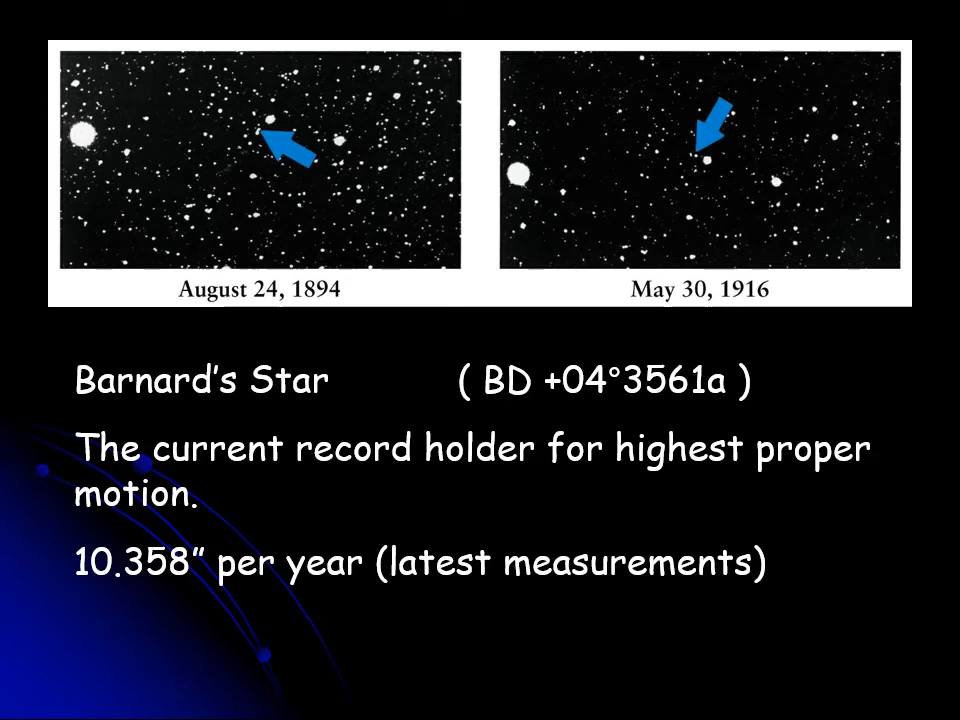 August 24, 1894
May 30, 1916
Barnard’s Star ( BD +04°3561a )
The current record holder for highest proper
motion.
10.358” per year (latest measurements)